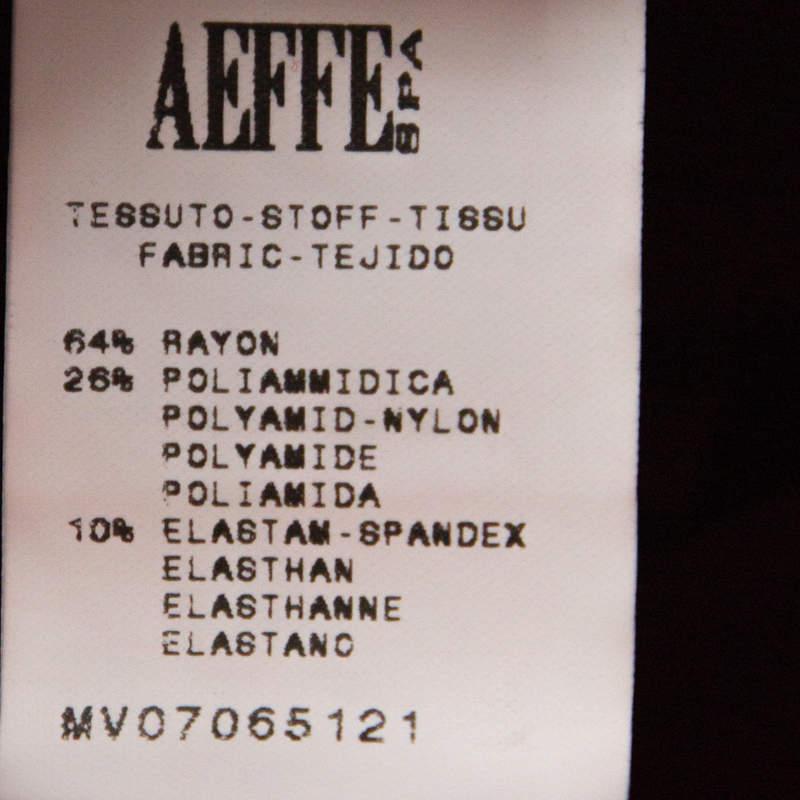 AEFFE SPA
TESSUTO-STOFF-TISSU
FABRIC-TEJIDO
64% RAYON
26% POLIAMMIDICA
POLYAMID-NYLON
POLYAMIDE
POLIAMIDA
10% ELASTAM-SPANDEX
ELASTHAN
ELASTHANNE
ELASTANO
MV07065121